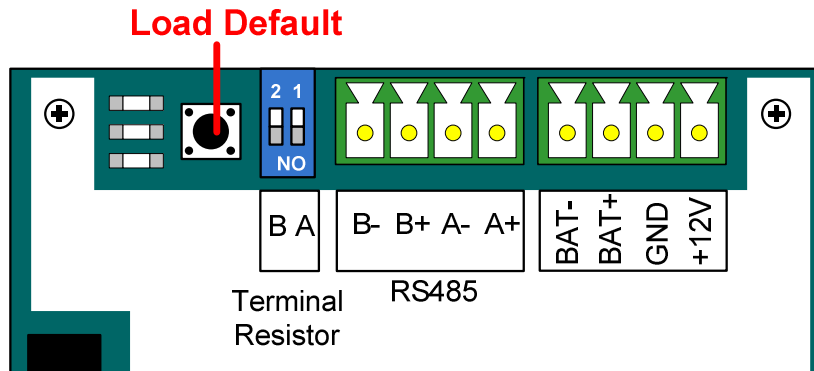 Load Default
2 1
NO
B A
B- B+ A- A+
BAT-
BAT+
GND
+12V
Terminal
Resistor
RS485